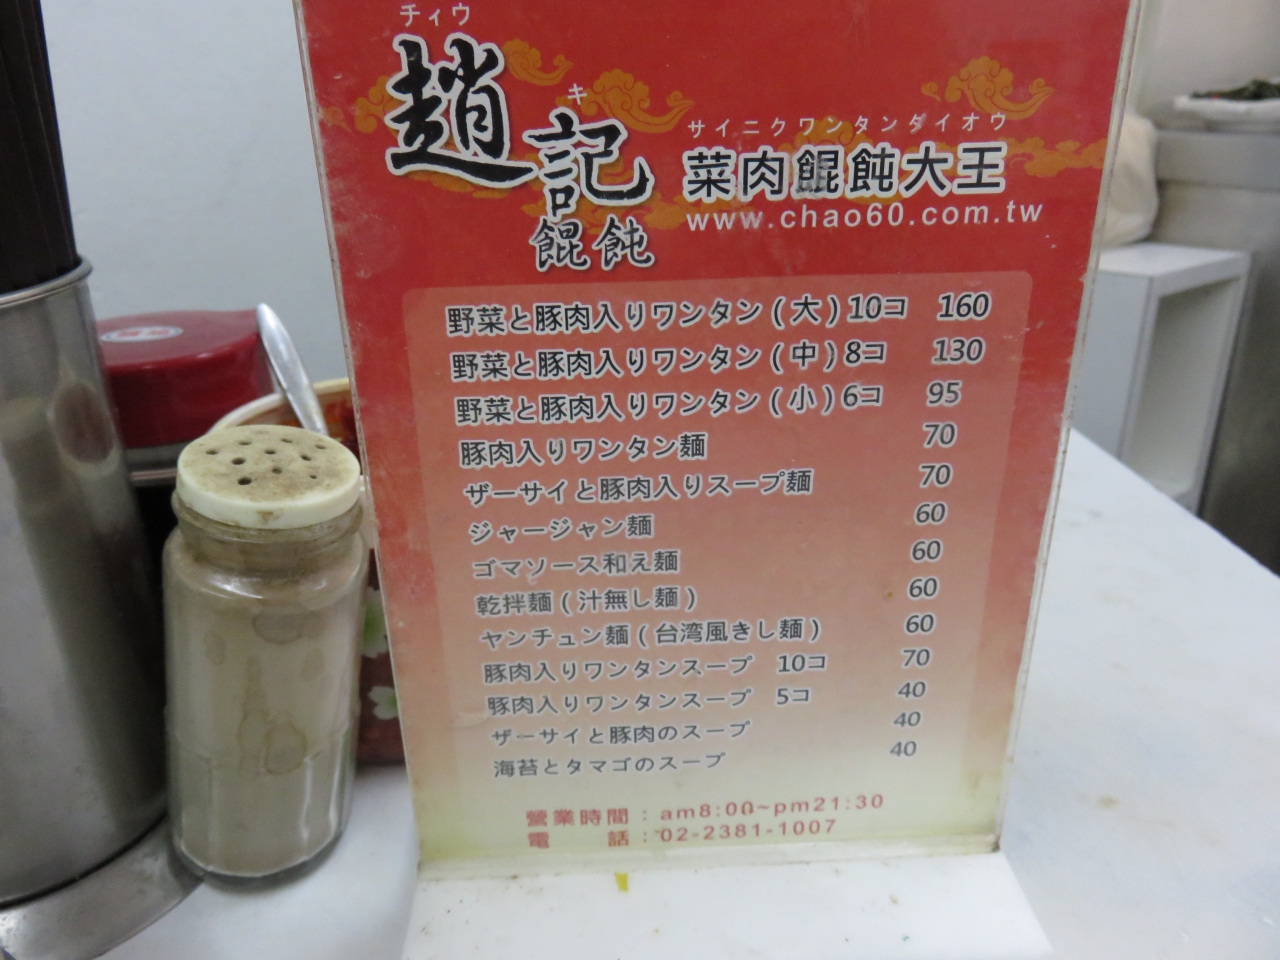 チィウ
趙
キ
記
餛飩
サイニクワンタンダイオウ
菜肉餛飩大王
www.chao60.com.tw
野菜と豚肉入りワンタン(大)10コ 160
野菜と豚肉入りワンタン(中)8コ 130
野菜と豚肉入りワンタン(小)6コ 95
豚肉入りワンタン麺 70
ザーサイと豚肉入りスープ麺 70
ジャージャン麺 60
ゴマソース和え麺 60
乾拌麺(汁無し麺) 60
ヤンチュン麺(台湾風きし麺) 60
豚肉入りワンタンスープ 10コ 70
豚肉入りワンタンスープ 5コ 40
ザーサイと豚肉のスープ 40
海苔とタマゴのスープ 40
營業時間：am8:00~pm21:30
電話：02-2381-1007